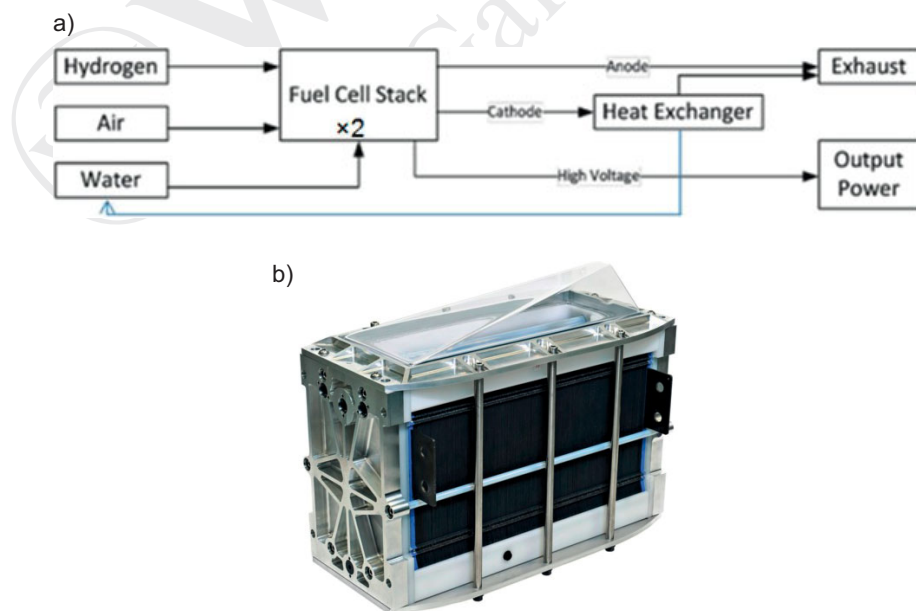 a)
Hydrogen
Air
Water
Fuel Cell Stack
×2
Anode
Cathode
High Voltage
Heat Exchanger
Exhaust
Output
Power
b)